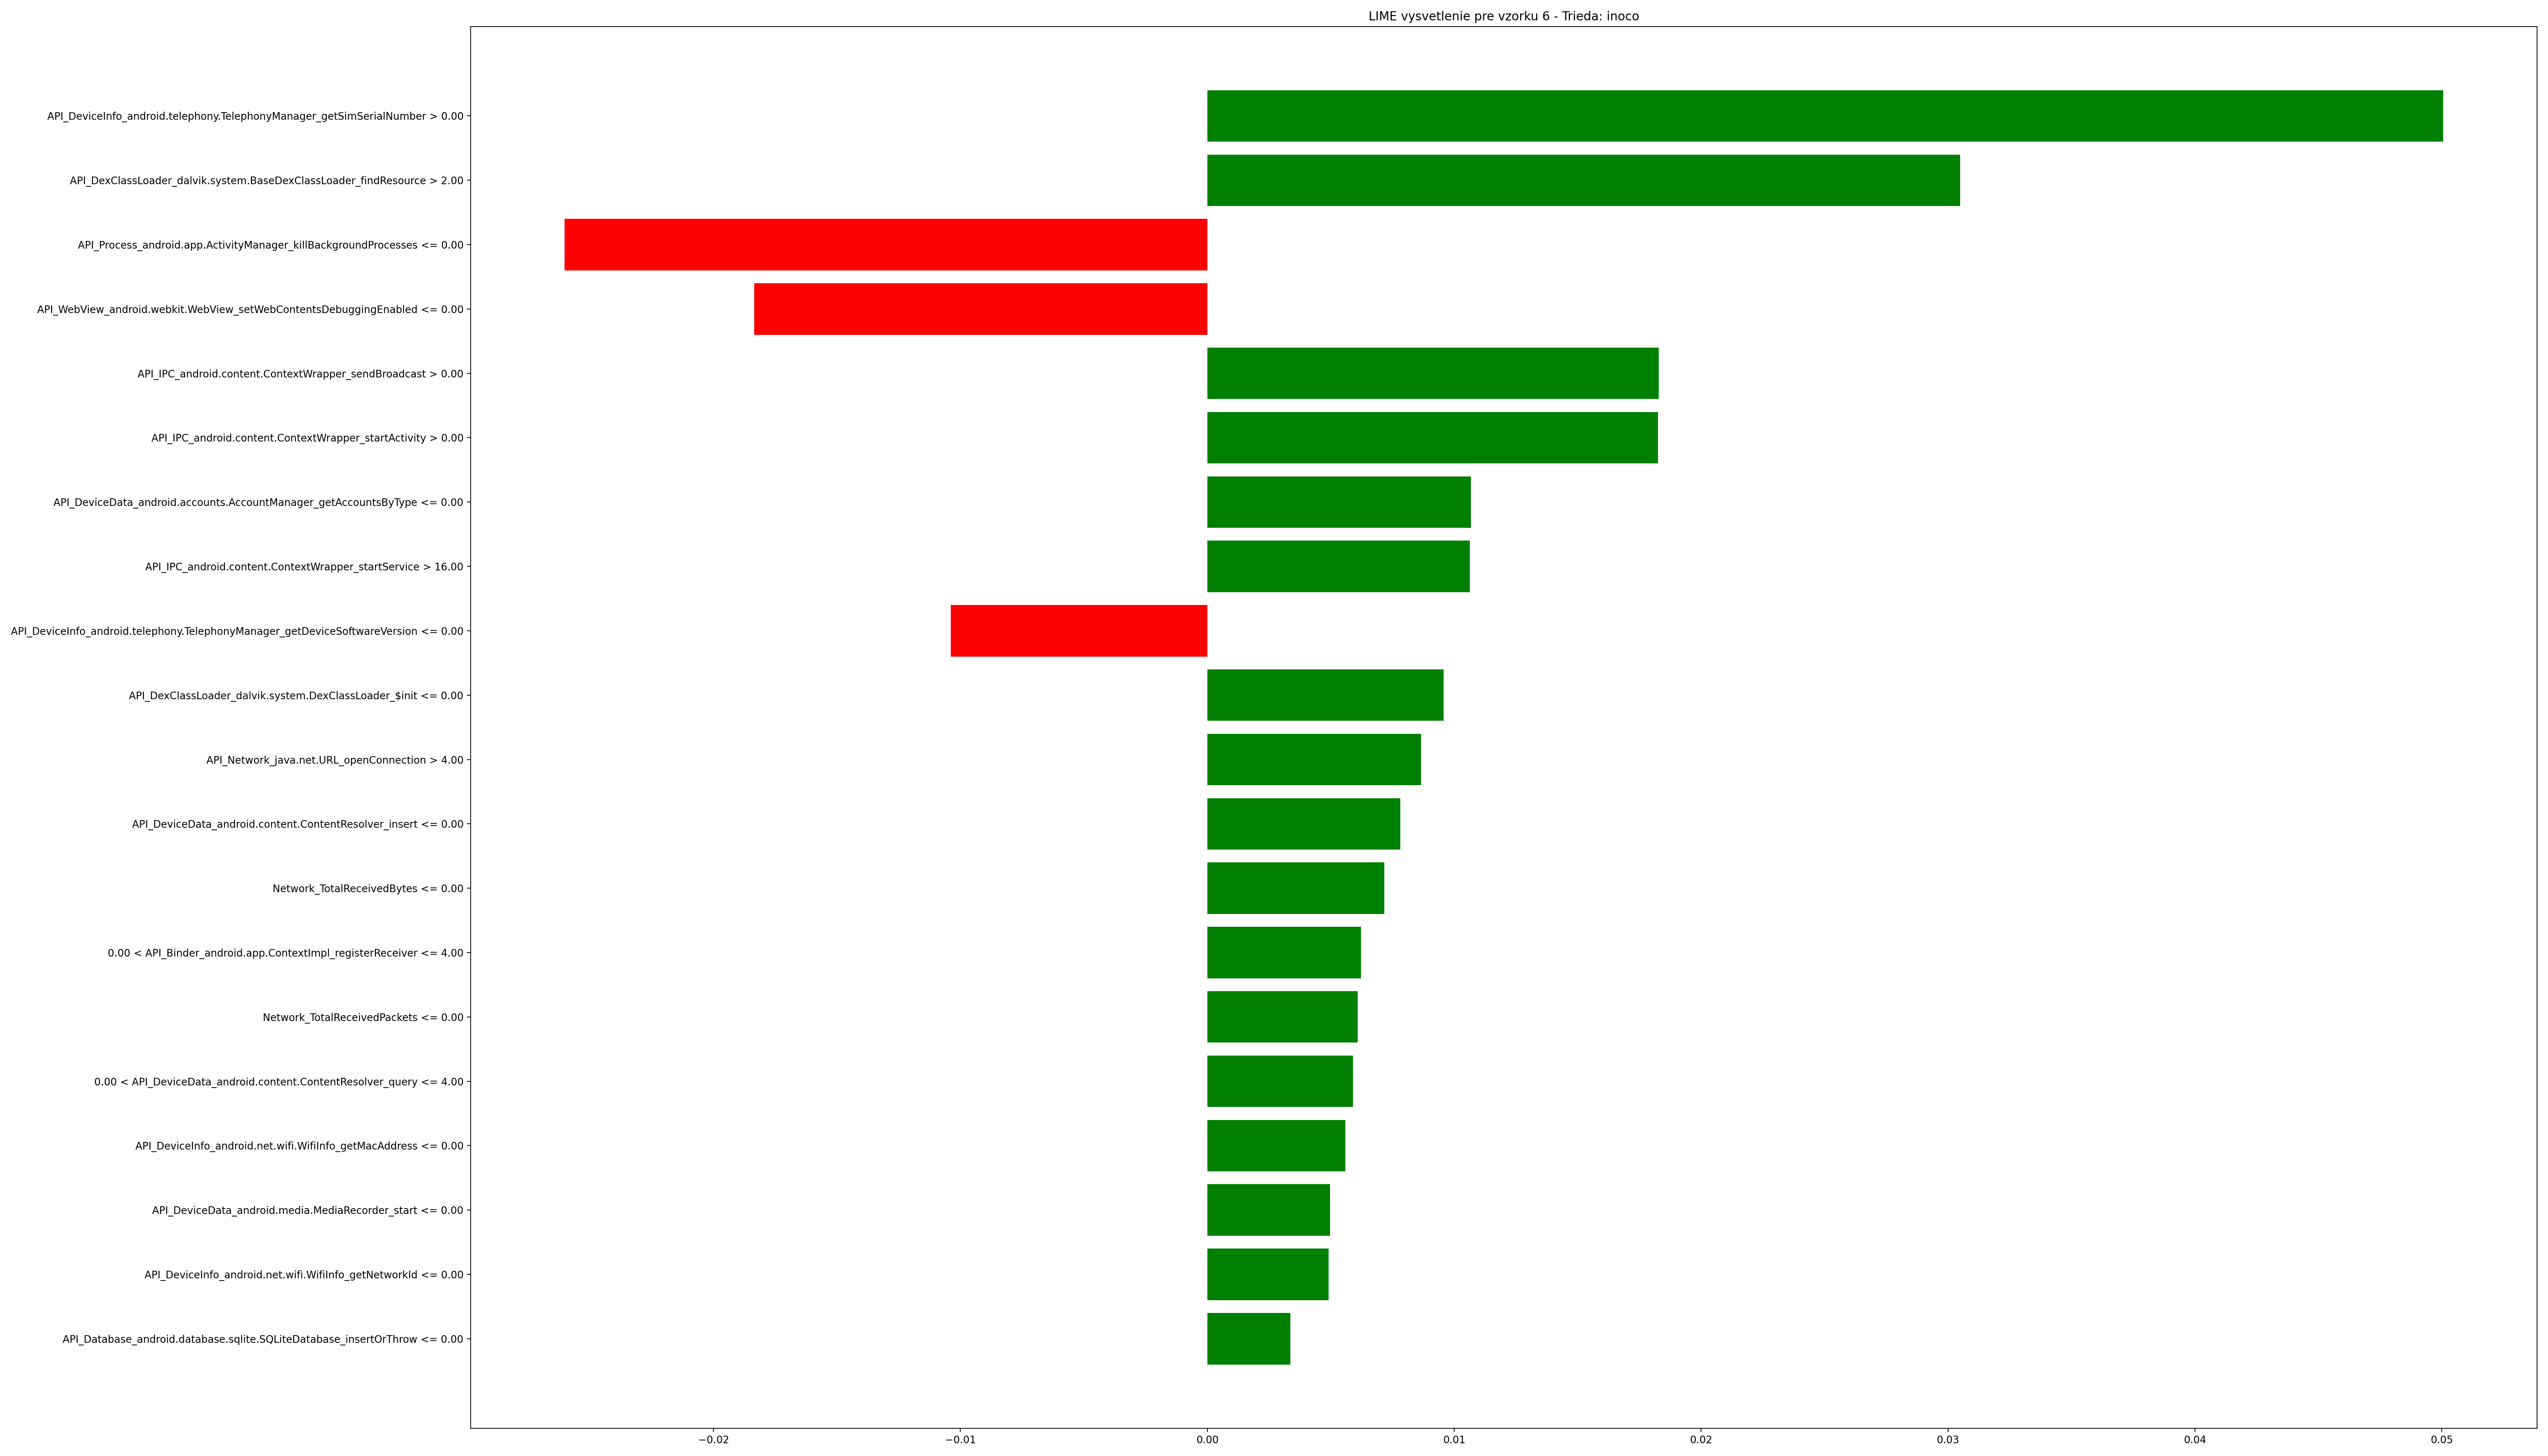 LIME vysvetlenie pre vzorku 6 - Trieda: inoco
API_DeviceInfo_android.telephony.TelephonyManager_getSimSerialNumber > 0.00
API_DexClassLoader_dalvik.system.BaseDexClassLoader_findResource > 2.00
API_Process_android.app.ActivityManager_killBackgroundProcesses <= 0.00
API_WebView_android.webkit.WebView_setWebContentsDebuggingEnabled <= 0.00
API_IPC_android.content.ContextWrapper_sendBroadcast > 0.00
API_IPC_android.content.ContextWrapper_startActivity > 0.00
API_DeviceData_android.accounts.AccountManager_getAccountsByType <= 0.00
API_IPC_android.content.ContextWrapper_startService > 16.00
API_DeviceInfo_android.telephony.TelephonyManager_getDeviceSoftwareVersion <= 0.00
API_DexClassLoader_dalvik.system.DexClassLoader_$init <= 0.00
API_Network_java.net.URL_openConnection > 4.00
API_DeviceData_android.content.ContentResolver_insert <= 0.00
Network_TotalReceivedBytes <= 0.00
0.00 < API_Binder_android.app.ContextImpl_registerReceiver <= 4.00
Network_TotalReceivedPackets <= 0.00
0.00 < API_DeviceData_android.content.ContentResolver_query <= 4.00
API_DeviceInfo_android.net.wifi.WifiInfo_getMacAddress <= 0.00
API_DeviceData_android.media.MediaRecorder_start <= 0.00
API_DeviceInfo_android.net.wifi.WifiInfo_getNetworkId <= 0.00
API_Database_android.database.sqlite.SQLiteDatabase_insertOrThrow <= 0.00
−0.02 −0.01 0.00 0.01 0.02 0.03 0.04 0.05